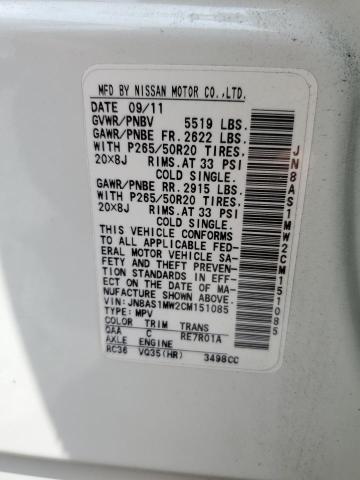 MFD BY NISSAN MOTOR CO.,LTD.
DATE 09/11
GVWR/PNBV 5519 LBS.
GAWR/PNBE FR. 2622 LBS.
WITH P265/50R20 TIRES,
20×8J RIMS.AT 33 PSI
COLD SINGLE.
GAWR/PNBE RR. 2915 LBS.
WITH P265/50R20 TIRES,
20×8J RIMS.AT 33 PSI
COLD SINGLE.
THIS VEHICLE CONFORMS
TO ALL APPLICABLE FED-
ERAL MOTOR VEHICLE SA-
FETY AND THEFT PREVEN-
TION STANDARDS IN EFF-
ECT ON THE DATE OF MA-
NUFACTURE SHOWN ABOVE.
VIN: JN8AS1MW2CM151085
TYPE: MPV
COLOR TRIM TRANS
QAA C RE7R01A
AXLE ENGINE
RC36 VQ35(HR) 3498CC
JN8AS1MW2CM151085